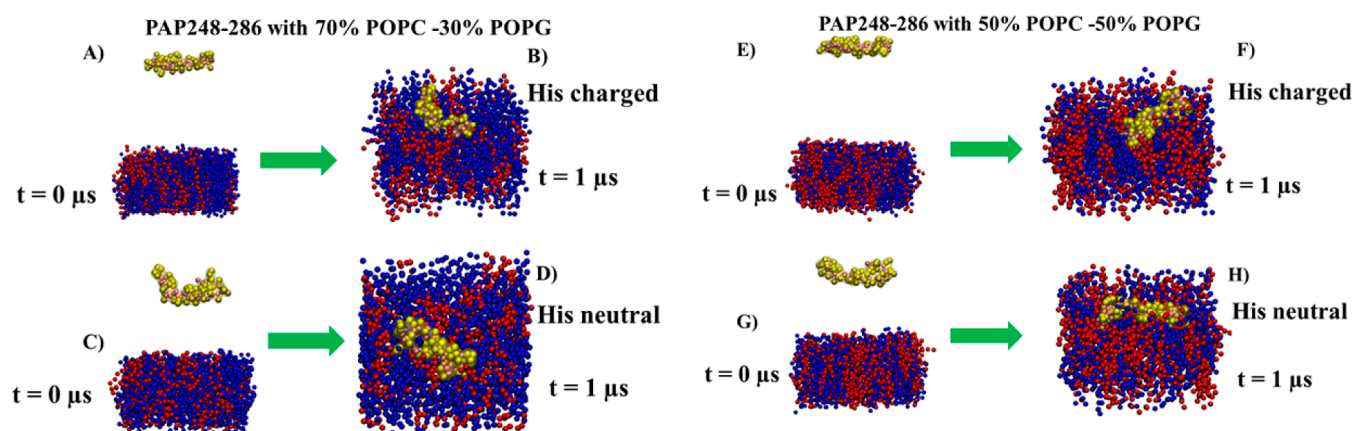 PAP248-286 with 70% POPC -30% POPG
A)
B)
His charged
t = 0 µs
t = 1 µs
C)
D)
His neutral
t = 0 µs
t = 1 µs
PAP248-286 with 50% POPC -50% POPG
E)
F)
His charged
t = 0 µs
t = 1 µs
G)
H)
His neutral
t = 0 µs
t = 1 µs